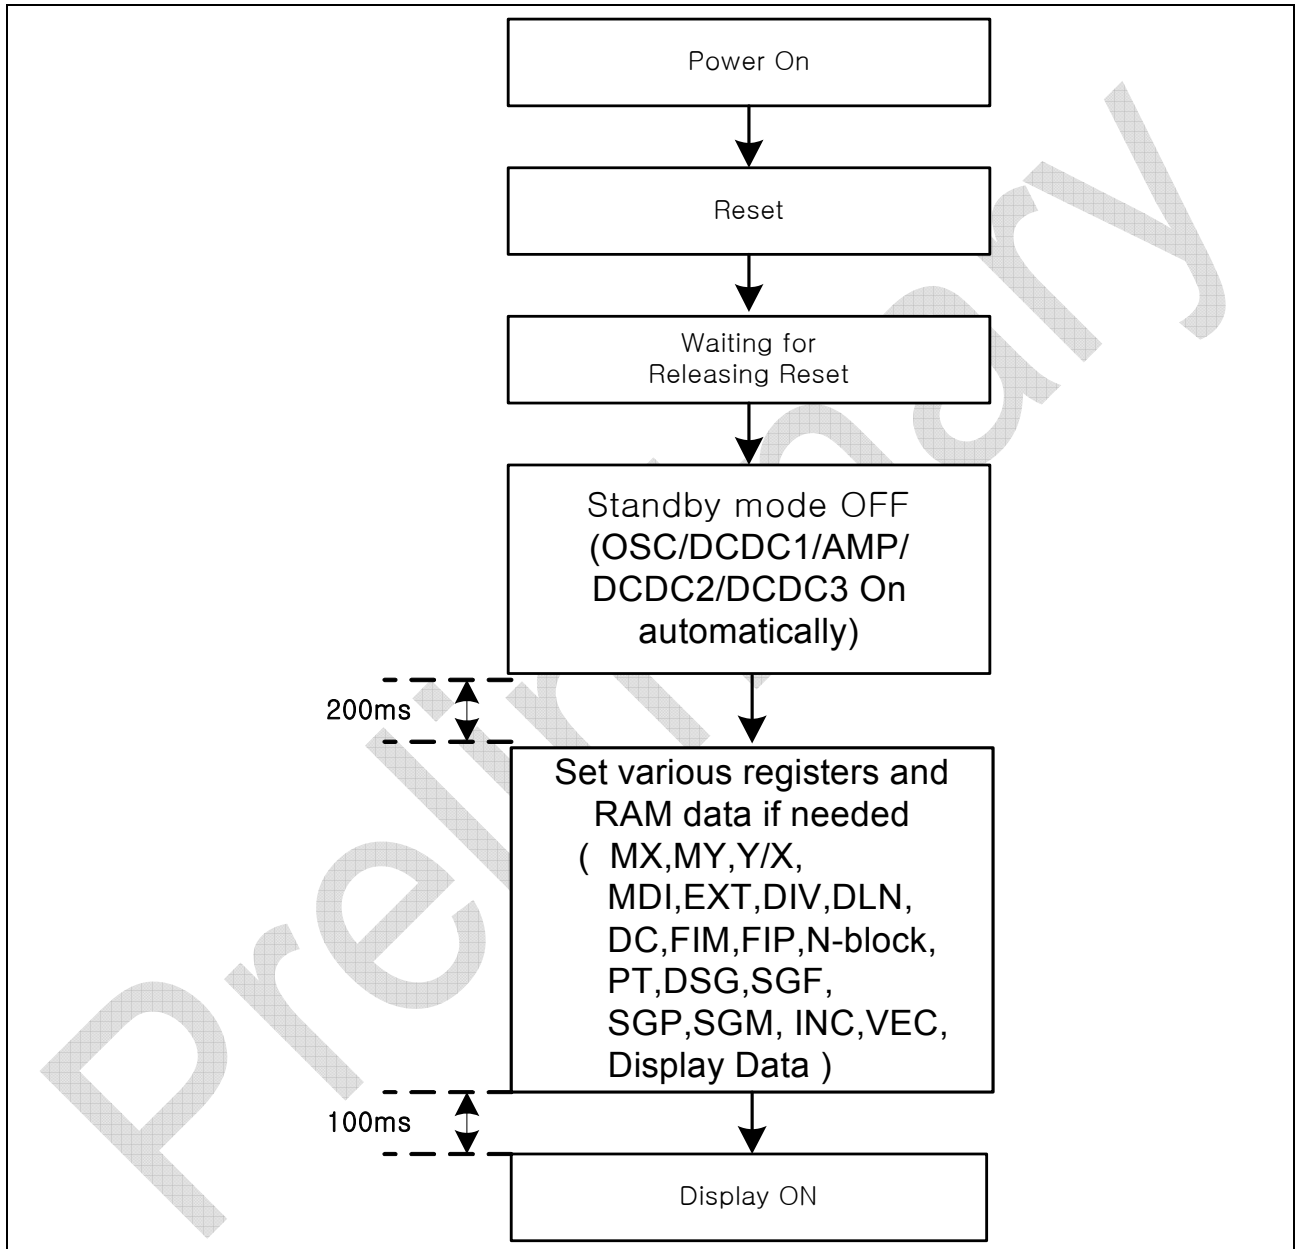 Power On
Reset
Waiting for
Releasing Reset
Standby mode OFF
(OSC/DCDC1/AMP/
DCDC2/DCDC3 On
automatically)
200ms
Set various registers and
RAM data if needed
( MX,MY,Y/X,
MDI,EXT,DIV,DLN,
DC,FIM,FIP,N-block,
PT,DSG,SGF,
SGP,SGM, INC,VEC,
Display Data )
100ms
Display ON
Preliminary